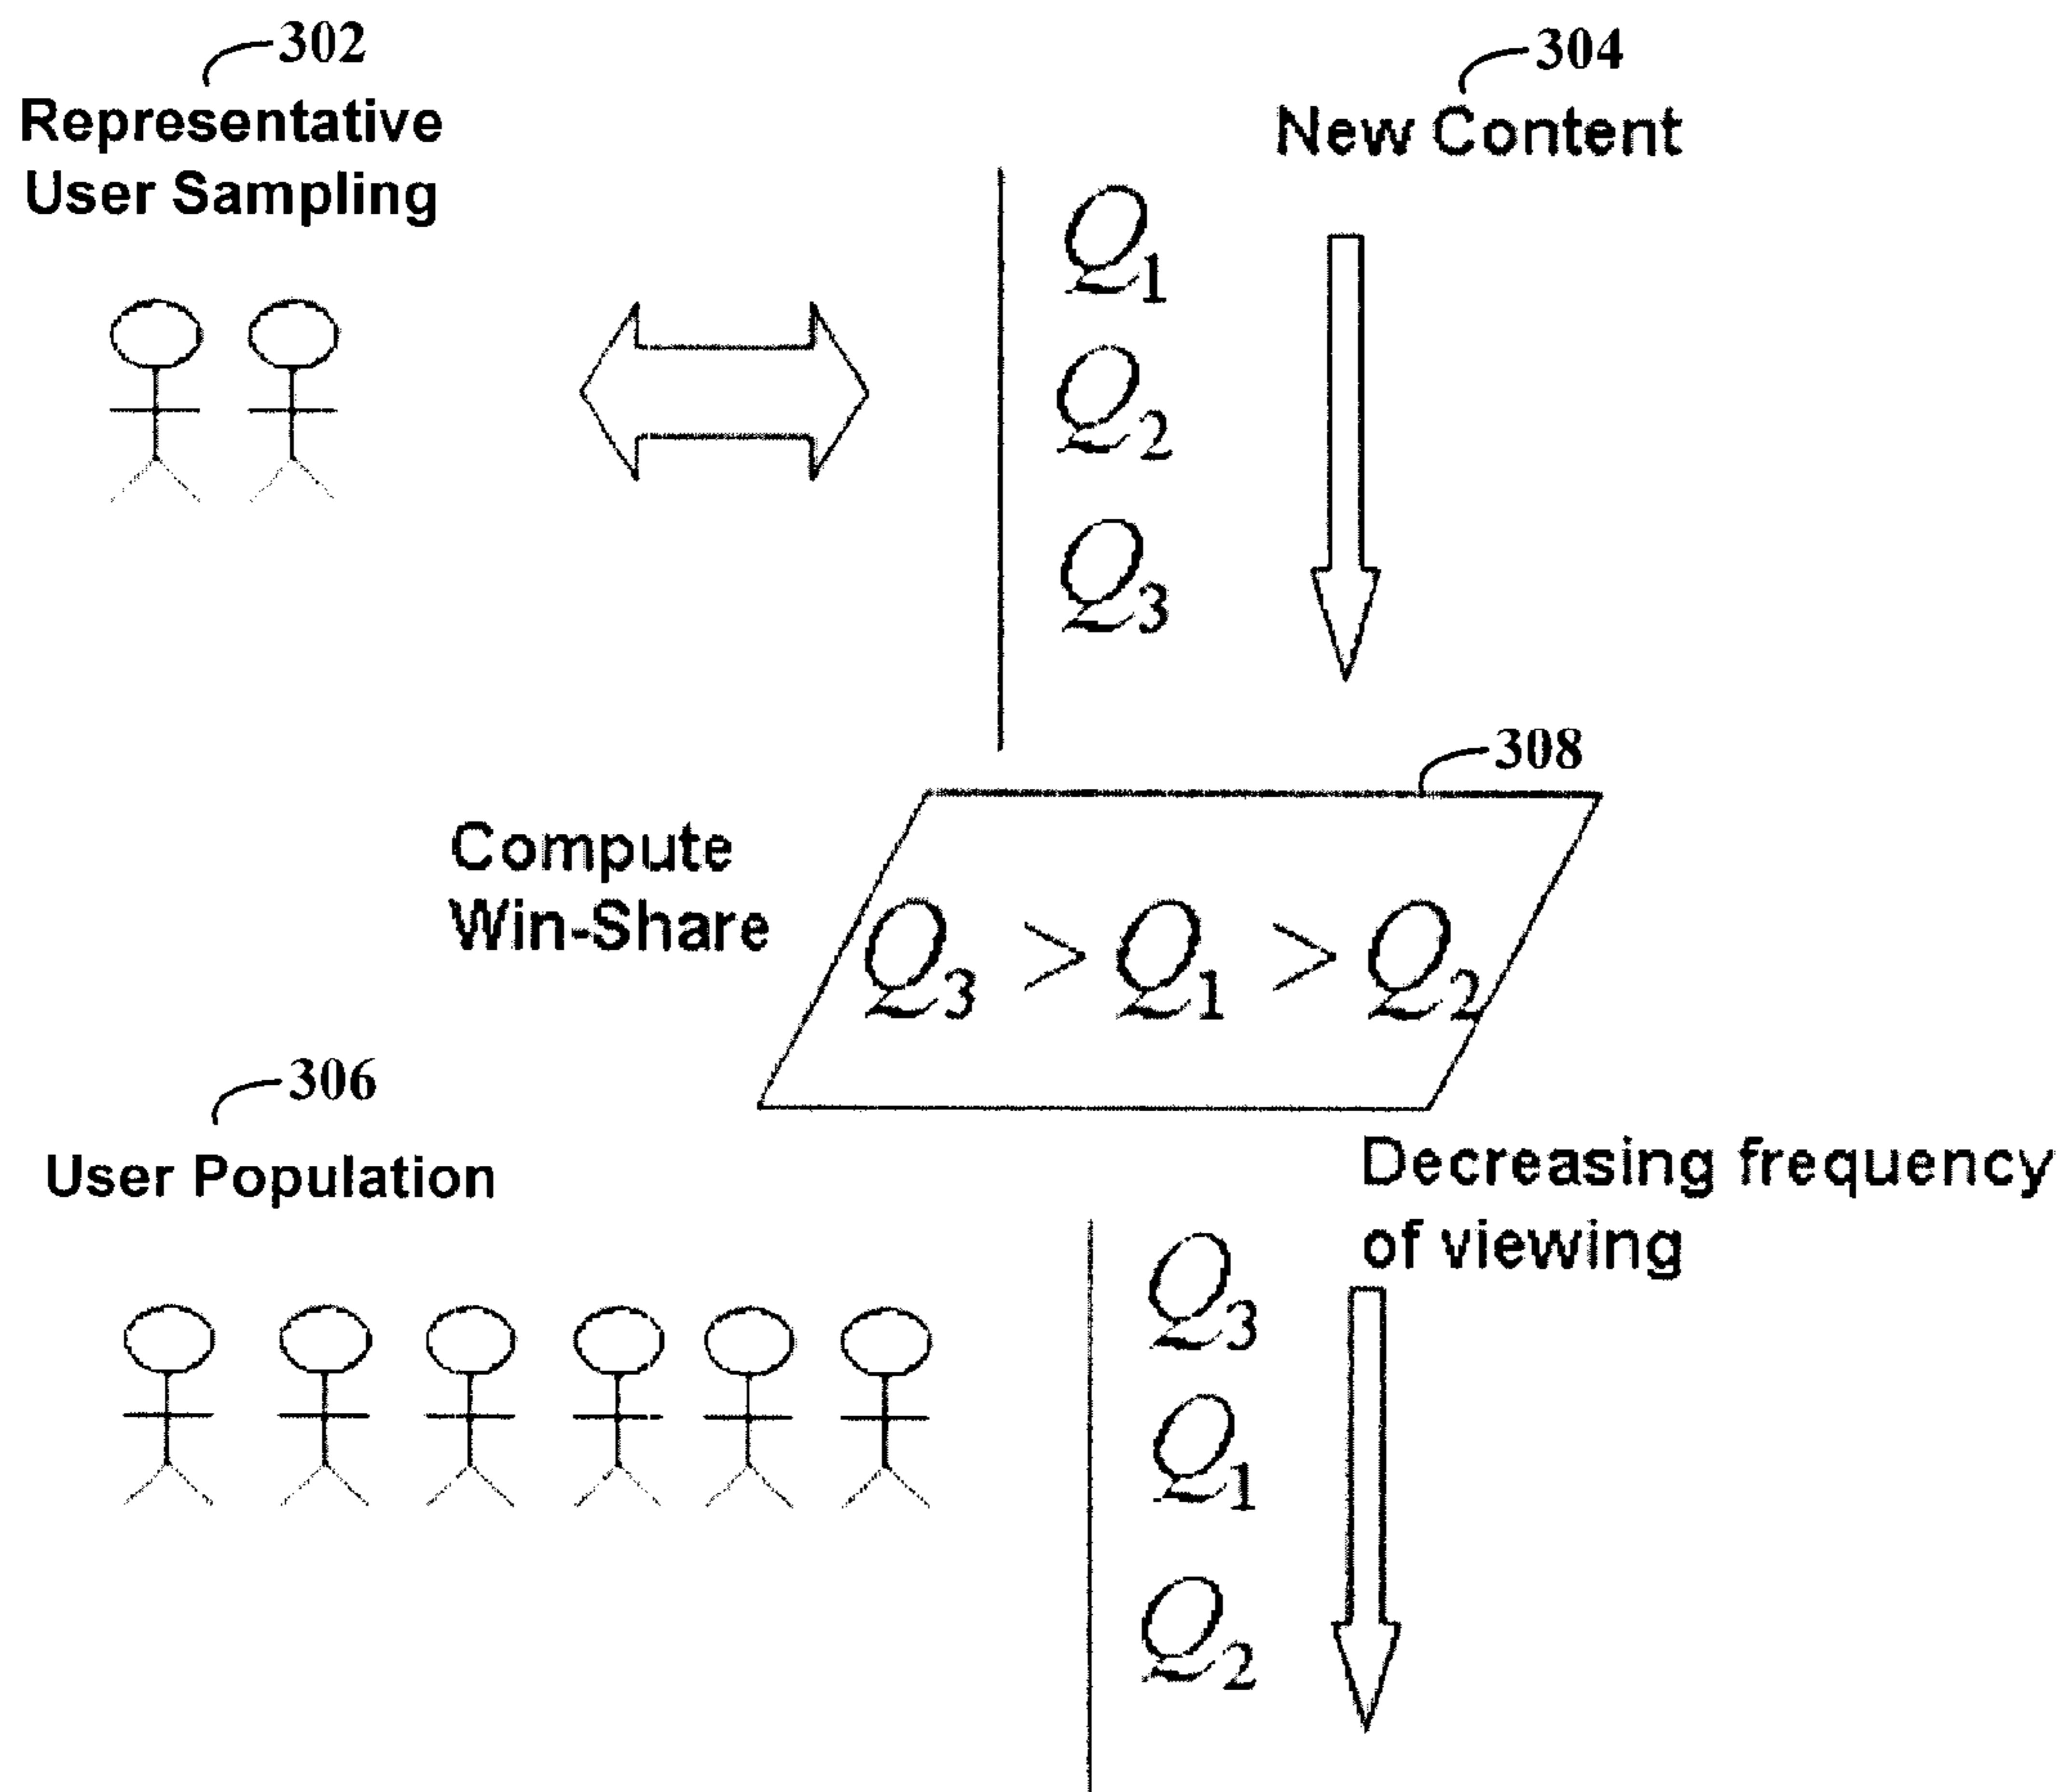 302
Representative
User Sampling
304
New Content
Q1
Q2
Q3
308
Compute
Win-Share
Q3 > Q1 > Q2
306
User Population
Decreasing frequency
of viewing
Q3
Q1
Q2